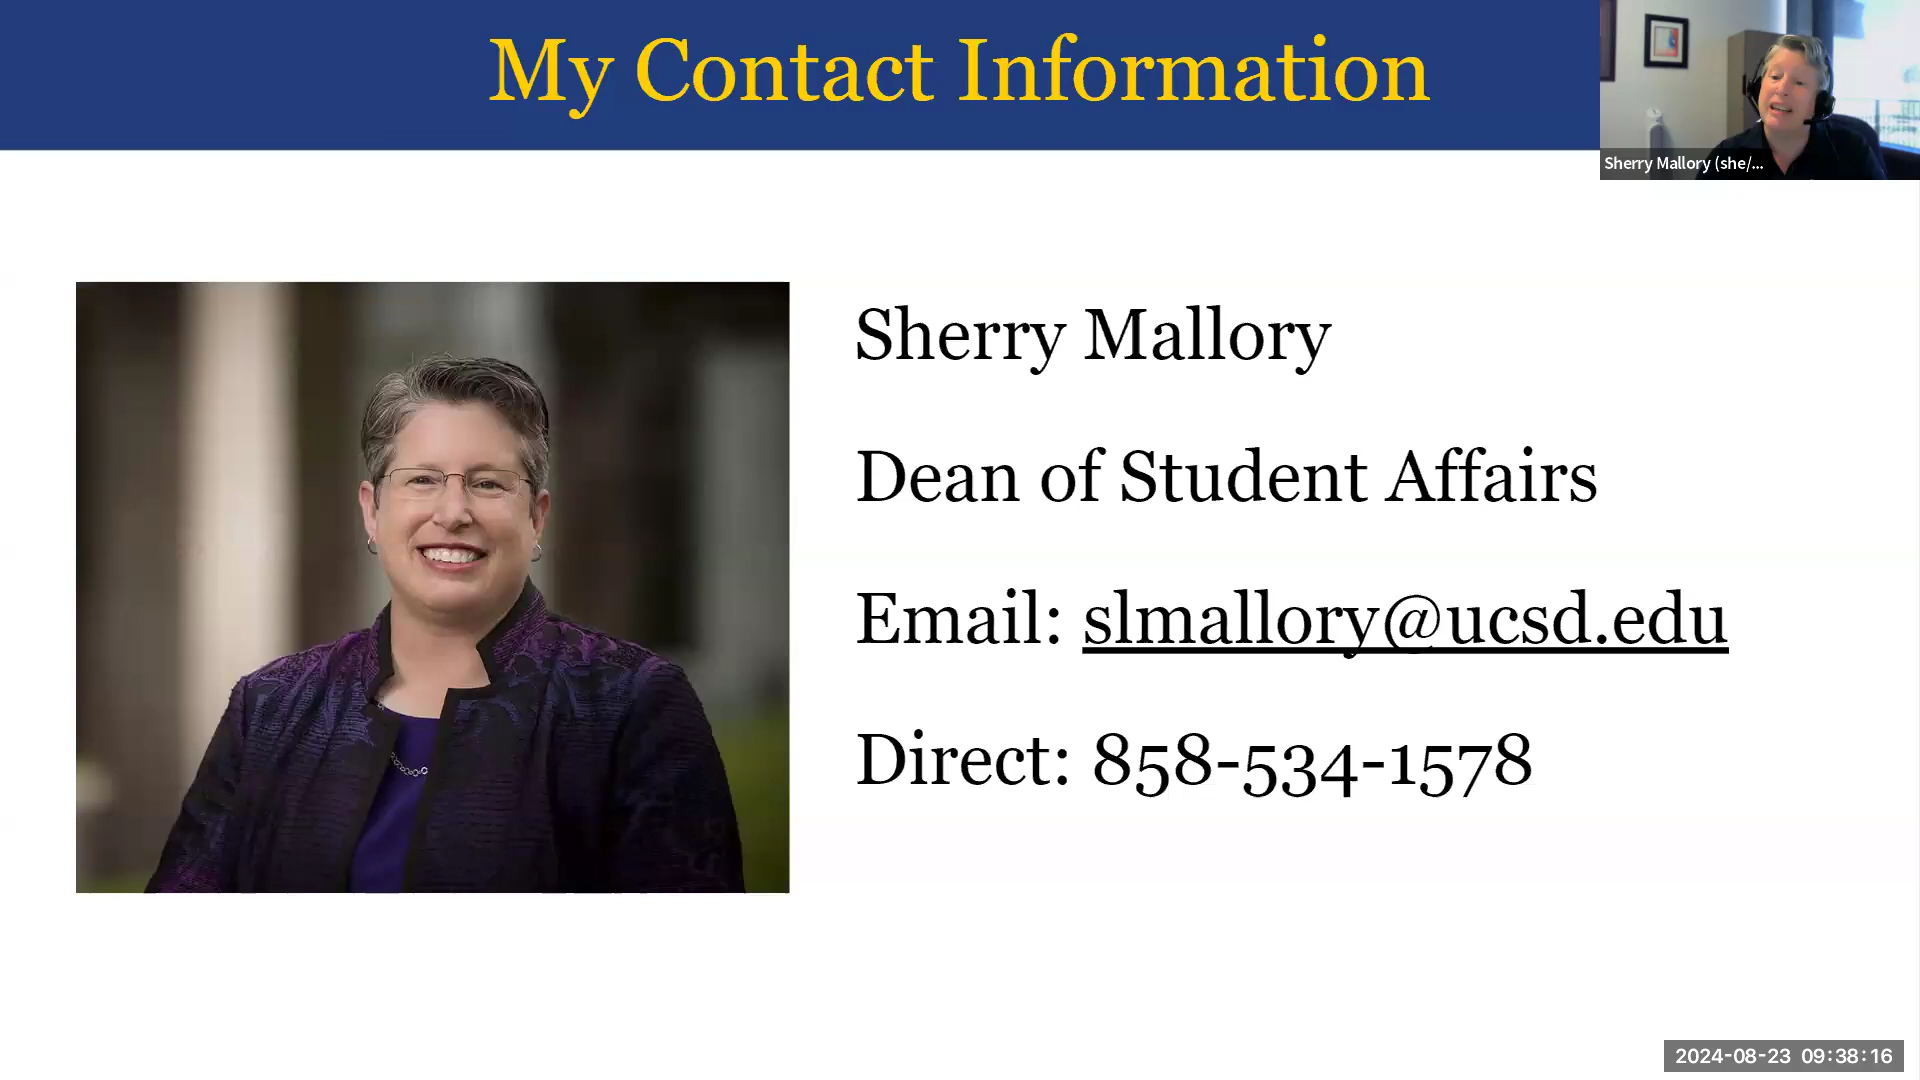 My Contact Information
Sherry Mallory (she/...
Sherry Mallory
Dean of Student Affairs
Email: slmallory@ucsd.edu
Direct: 858-534-1578
2024-08-23 09:38:16